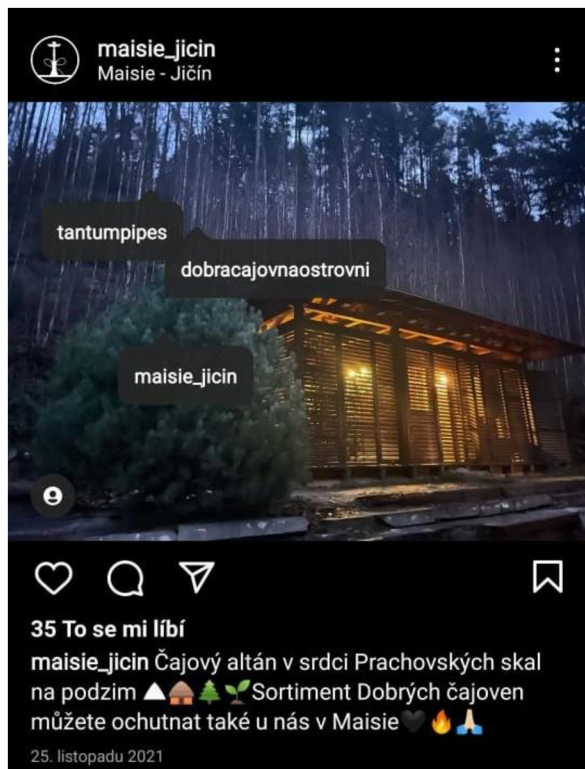 maisie_jicin
Maisie - Jičín
tantumpipes
dobracajovnaostrovni
maisie_jicin
35 To se mi líbí
maisie_jicin Čajový altán v srdci Prachovských skal
na podzim 🏔️🛖🌲🌱Sortiment Dobrých čajoven
můžete ochutnat také u nás v Maisie🖤🔥🙏🏻
25. listopadu 2021